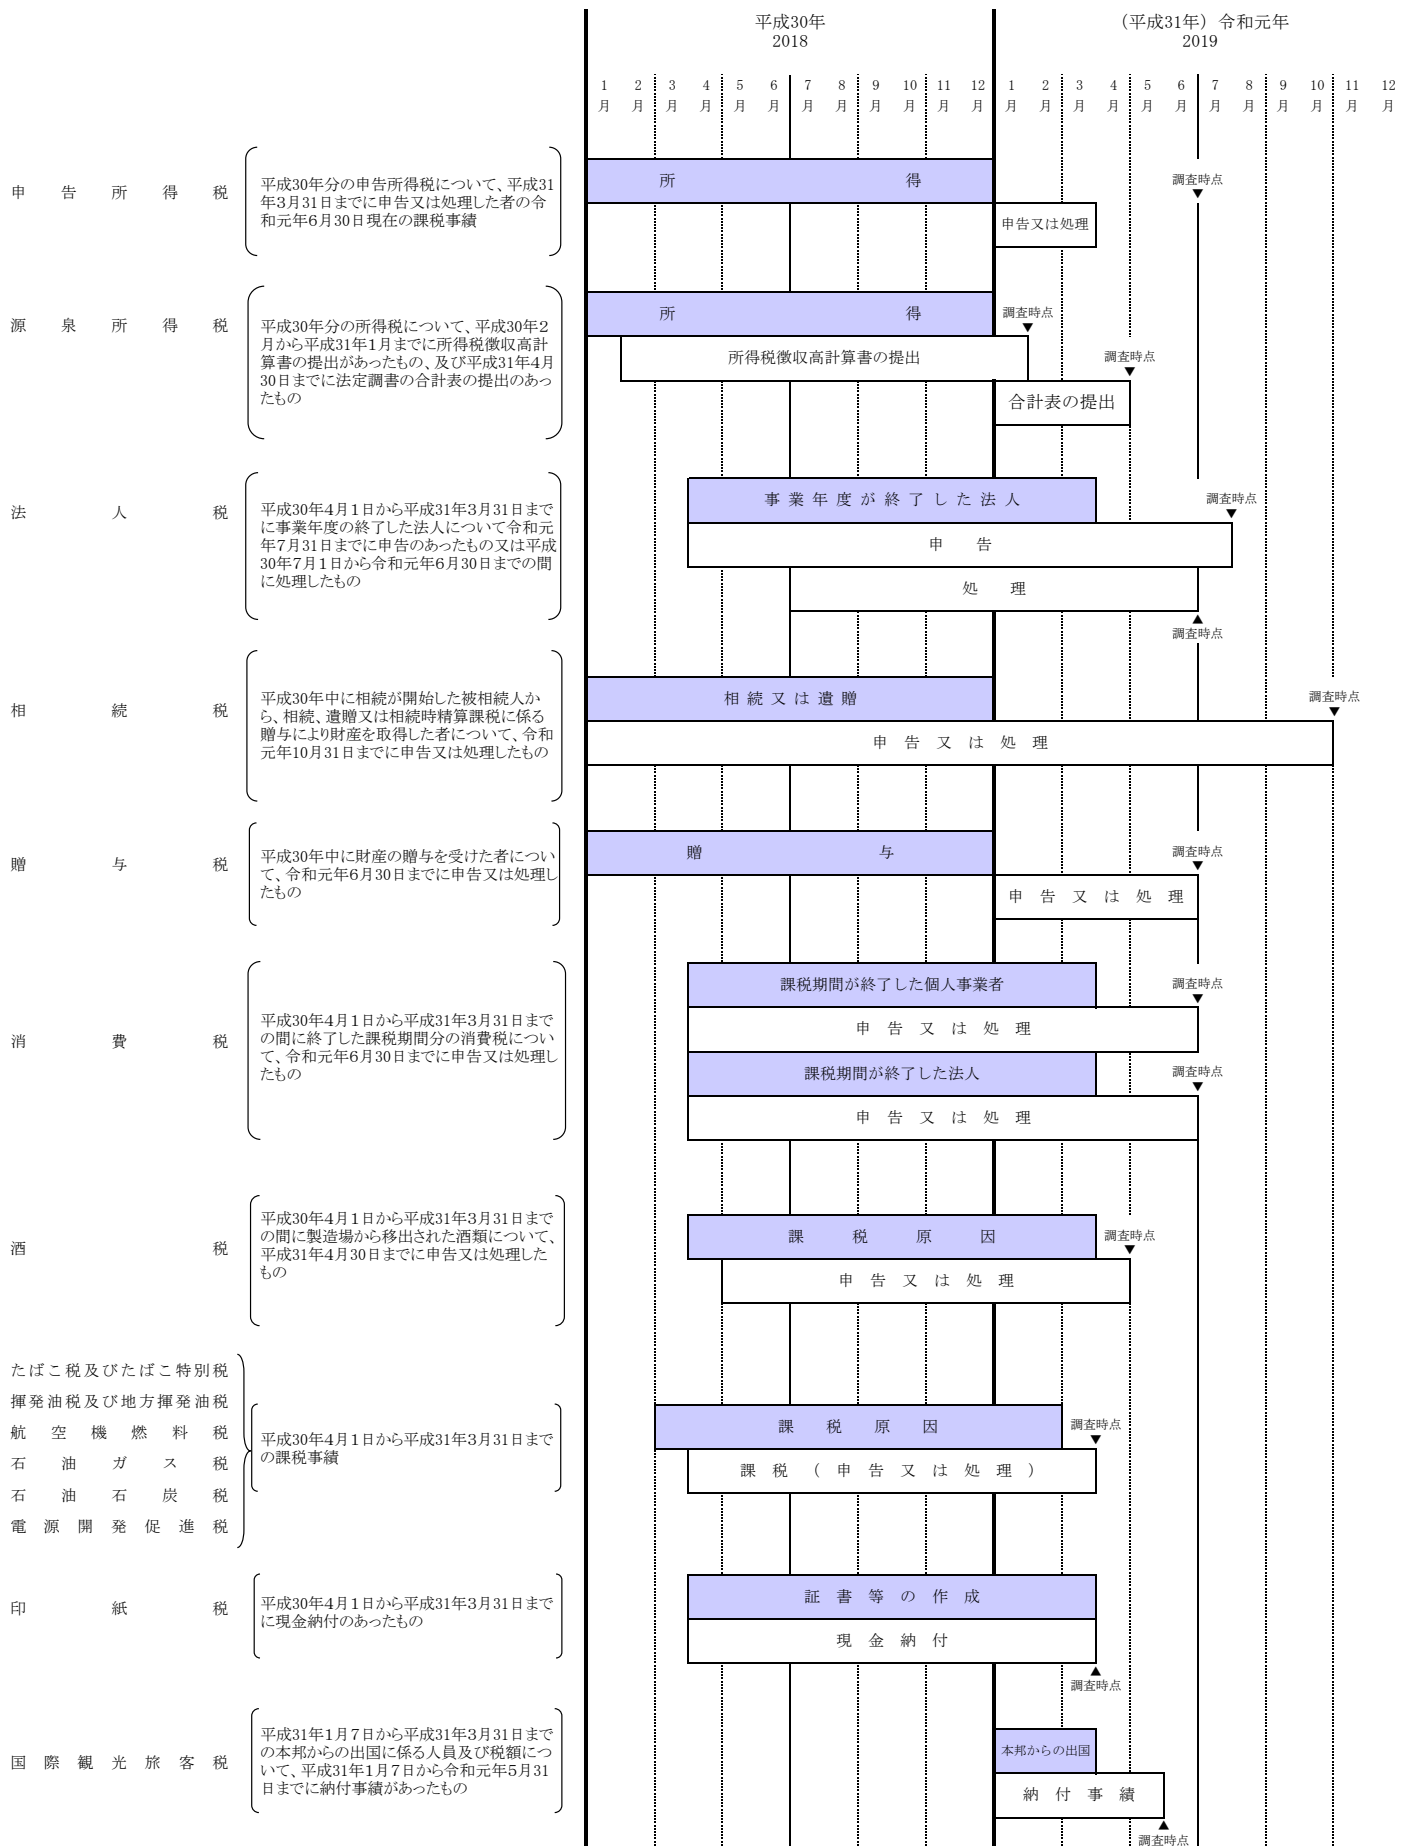 平成30年
2018
（平成31年）令和元年
2019
1月 2月 3月 4月 5月 6月 7月 8月 9月 10月 11月 12月 1月 2月 3月 4月 5月 6月 7月 8月 9月 10月 11月 12月
申告所得税
平成30年分の申告所得税について、平成31
年3月31日までに申告又は処理した者の令
和元年６月30日現在の課税事績
所得
調査時点
▼
申告又は処理
源泉所得税
平成30年分の所得税について、平成30年２
月から平成31年１月までに所得税徴収高計
算書の提出があったもの、及び平成31年４月
30日までに法定調書の合計表の提出のあっ
たもの
所得
調査時点
▼
所得税徴収高計算書の提出
調査時点
▼
合計表の提出
法人税
平成30年４月１日から平成31年３月31日まで
に事業年度の終了した法人について令和元
年７月31日までに申告のあったもの又は平成
30年７月１日から令和元年６月30日までの間
に処理したもの
事業年度が終了した法人
調査時点
▼
申告
処理
▲
調査時点
相続税
平成30年中に相続が開始した被相続人か
ら、相続、遺贈又は相続時精算課税に係る
贈与により財産を取得した者について、令和
元年10月31日までに申告又は処理したもの
相続又は遺贈
調査時点
▼
申告又は処理
贈与税
平成30年中に財産の贈与を受けた者につい
て、令和元年６月30日までに申告又は処理し
たもの
贈与
調査時点
▼
申告又は処理
消費税
平成30年４月１日から平成31年３月31日まで
の間に終了した課税期間分の消費税につい
て、令和元年６月30日までに申告又は処理し
たもの
課税期間が終了した個人事業者
調査時点
▼
申告又は処理
課税期間が終了した法人
調査時点
▼
申告又は処理
酒税
平成30年４月１日から平成31年３月31日まで
の間に製造場から移出された酒類について、
平成31年４月30日までに申告又は処理した
もの
課税原因
調査時点
▼
申告又は処理
たばこ税及びたばこ特別税
揮発油税及び地方揮発油税
航空機燃料税
石油ガス税
石油石炭税
電源開発促進税
平成30年４月１日から平成31年３月31日まで
の課税事績
課税原因
調査時点
▼
課税（申告又は処理）
印紙税
平成30年４月１日から平成31年３月31日まで
に現金納付のあったもの
証書等の作成
現金納付
▲
調査時点
国際観光旅客税
平成31年１月７日から平成31年３月31日まで
の本邦からの出国に係る人員及び税額につ
いて、平成31年１月７日から令和元年５月31
日までに納付事績があったもの
本邦からの出国
納付事績
▲
調査時点